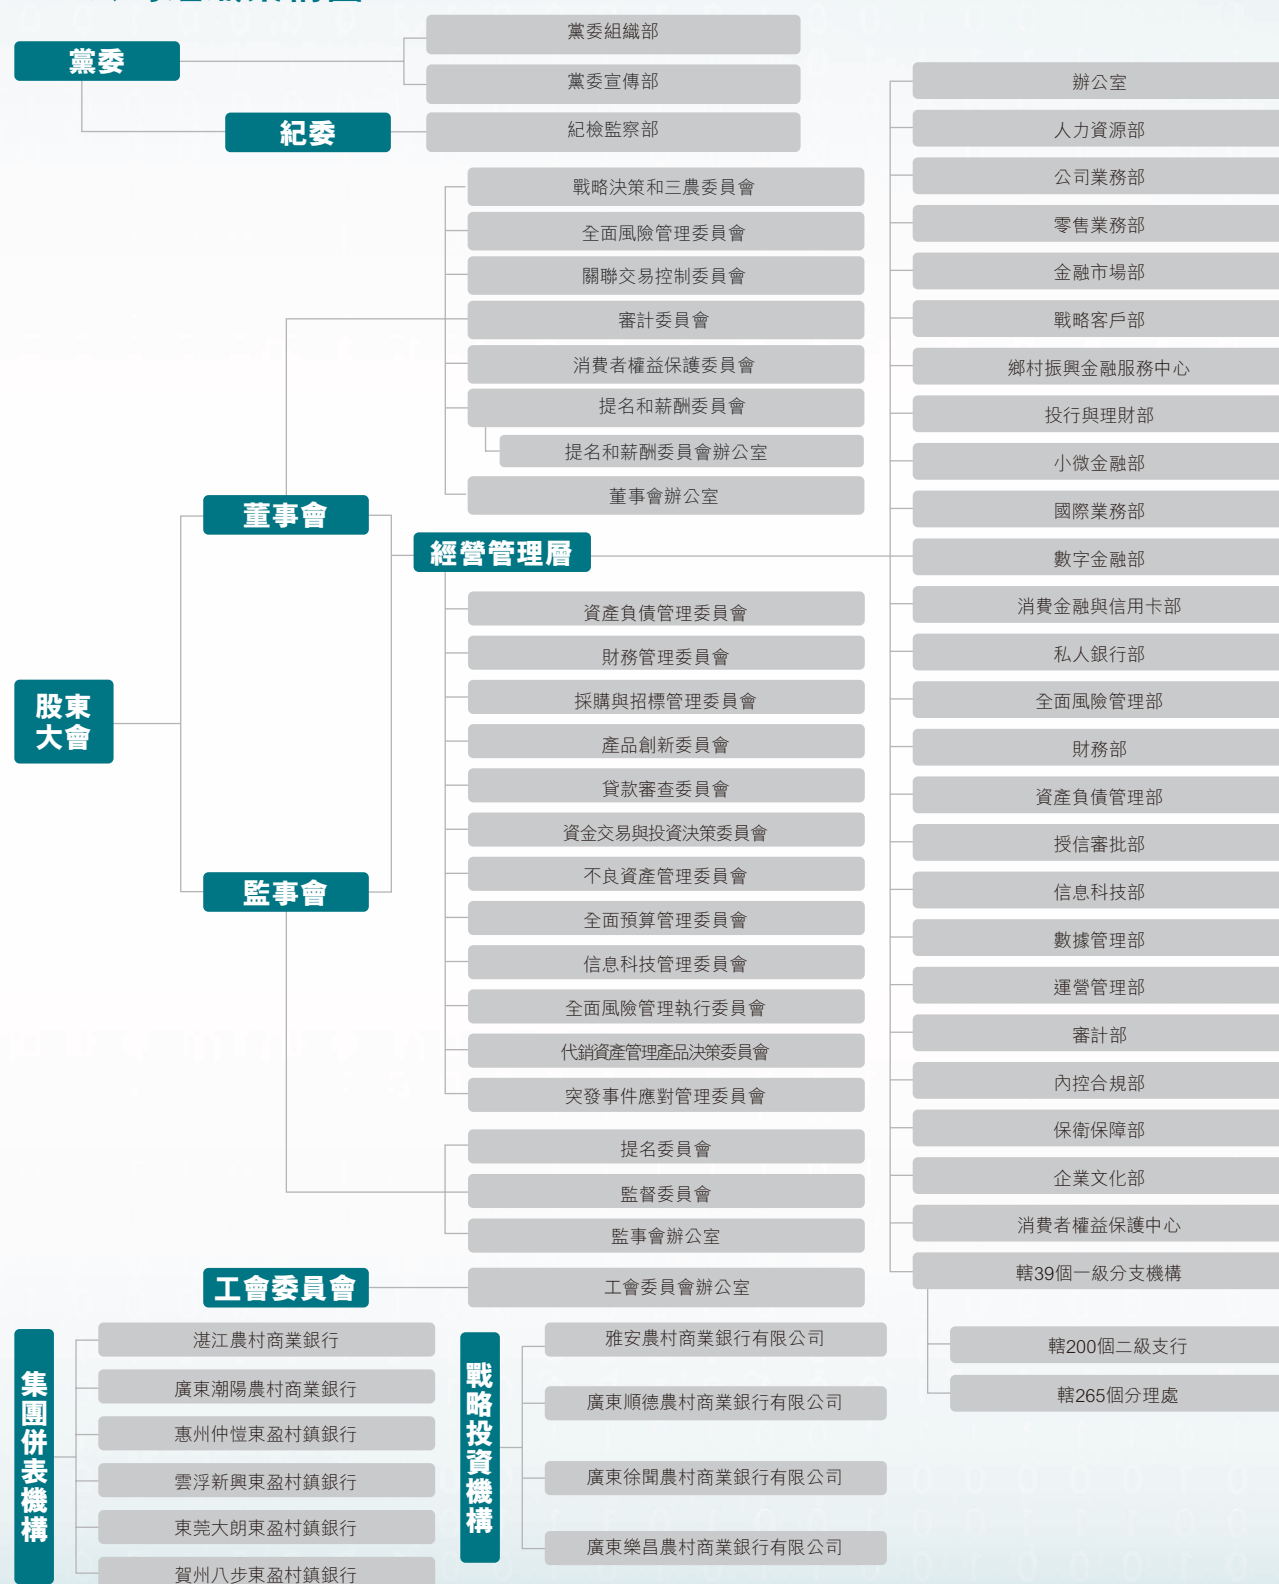 黨委
黨委組織部
黨委宣傳部
紀委
紀檢監察部
戰略決策和三農委員會
全面風險管理委員會
關聯交易控制委員會
審計委員會
消費者權益保護委員會
提名和薪酬委員會
提名和薪酬委員會辦公室
董事會辦公室
董事會
經營管理層
資產負債管理委員會
財務管理委員會
採購與招標管理委員會
產品創新委員會
貸款審查委員會
資金交易與投資決策委員會
不良資產管理委員會
全面預算管理委員會
信息科技管理委員會
全面風險管理執行委員會
代銷資產管理產品決策委員會
突發事件應對管理委員會
股東
大會
監事會
提名委員會
監督委員會
監事會辦公室
工會委員會
工會委員會辦公室
辦公室
人力資源部
公司業務部
零售業務部
金融市場部
戰略客戶部
鄉村振興金融服務中心
投行與理財部
小微金融部
國際業務部
數字金融部
消費金融與信用卡部
私人銀行部
全面風險管理部
財務部
資產負債管理部
授信審批部
信息科技部
數據管理部
運營管理部
審計部
內控合規部
保衛保障部
企業文化部
消費者權益保護中心
轄39個一級分支機構
轄200個二級支行
轄265個分理處
集團併表機構
湛江農村商業銀行
廣東潮陽農村商業銀行
惠州仲愷東盈村鎮銀行
雲浮新興東盈村鎮銀行
東莞大朗東盈村鎮銀行
賀州八步東盈村鎮銀行
戰略投資機構
雅安農村商業銀行有限公司
廣東順德農村商業銀行有限公司
廣東徐聞農村商業銀行有限公司
廣東樂昌農村商業銀行有限公司